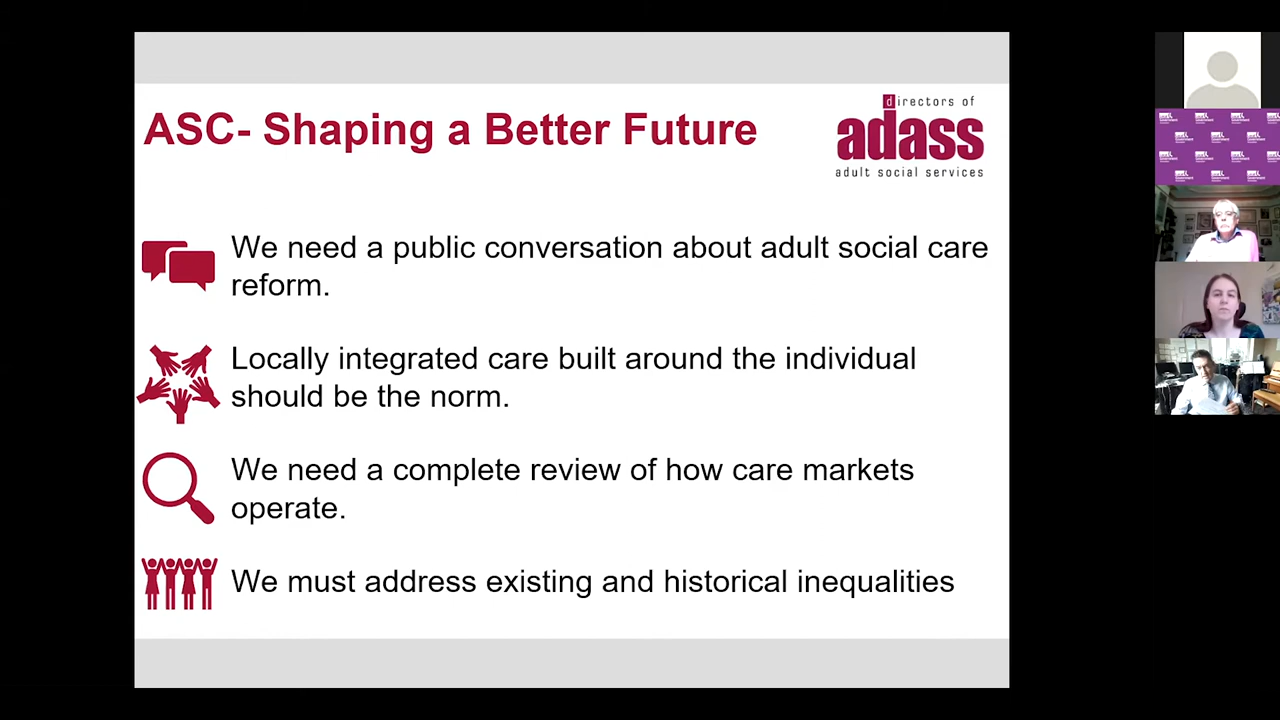 ASC- Shaping a Better Future
directors of
adass
adult social services
We need a public conversation about adult social care
reform.
Locally integrated care built around the individual
should be the norm.
We need a complete review of how care markets
operate.
We must address existing and historical inequalities